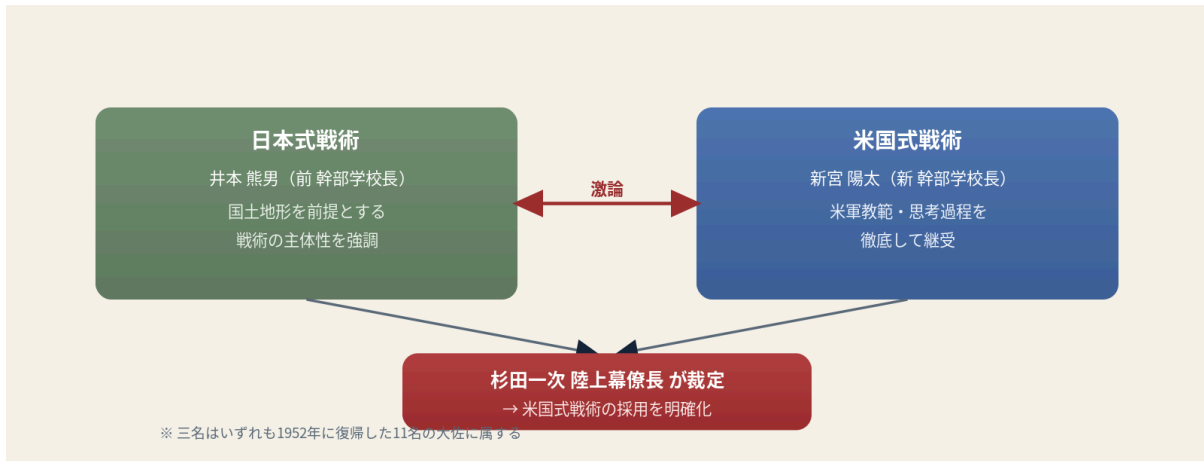 日本式戦術
井本 熊男（前 幹部学校長）
国土地形を前提とする
戦術の主体性を強調
激論
米国式戦術
新宮 陽太（新 幹部学校長）
米軍教範・思考過程を
徹底して継受
杉田一次 陸上幕僚長 が裁定
→ 米国式戦術の採用を明確化
※ 三名はいずれも1952年に復帰した11名の大佐に属する